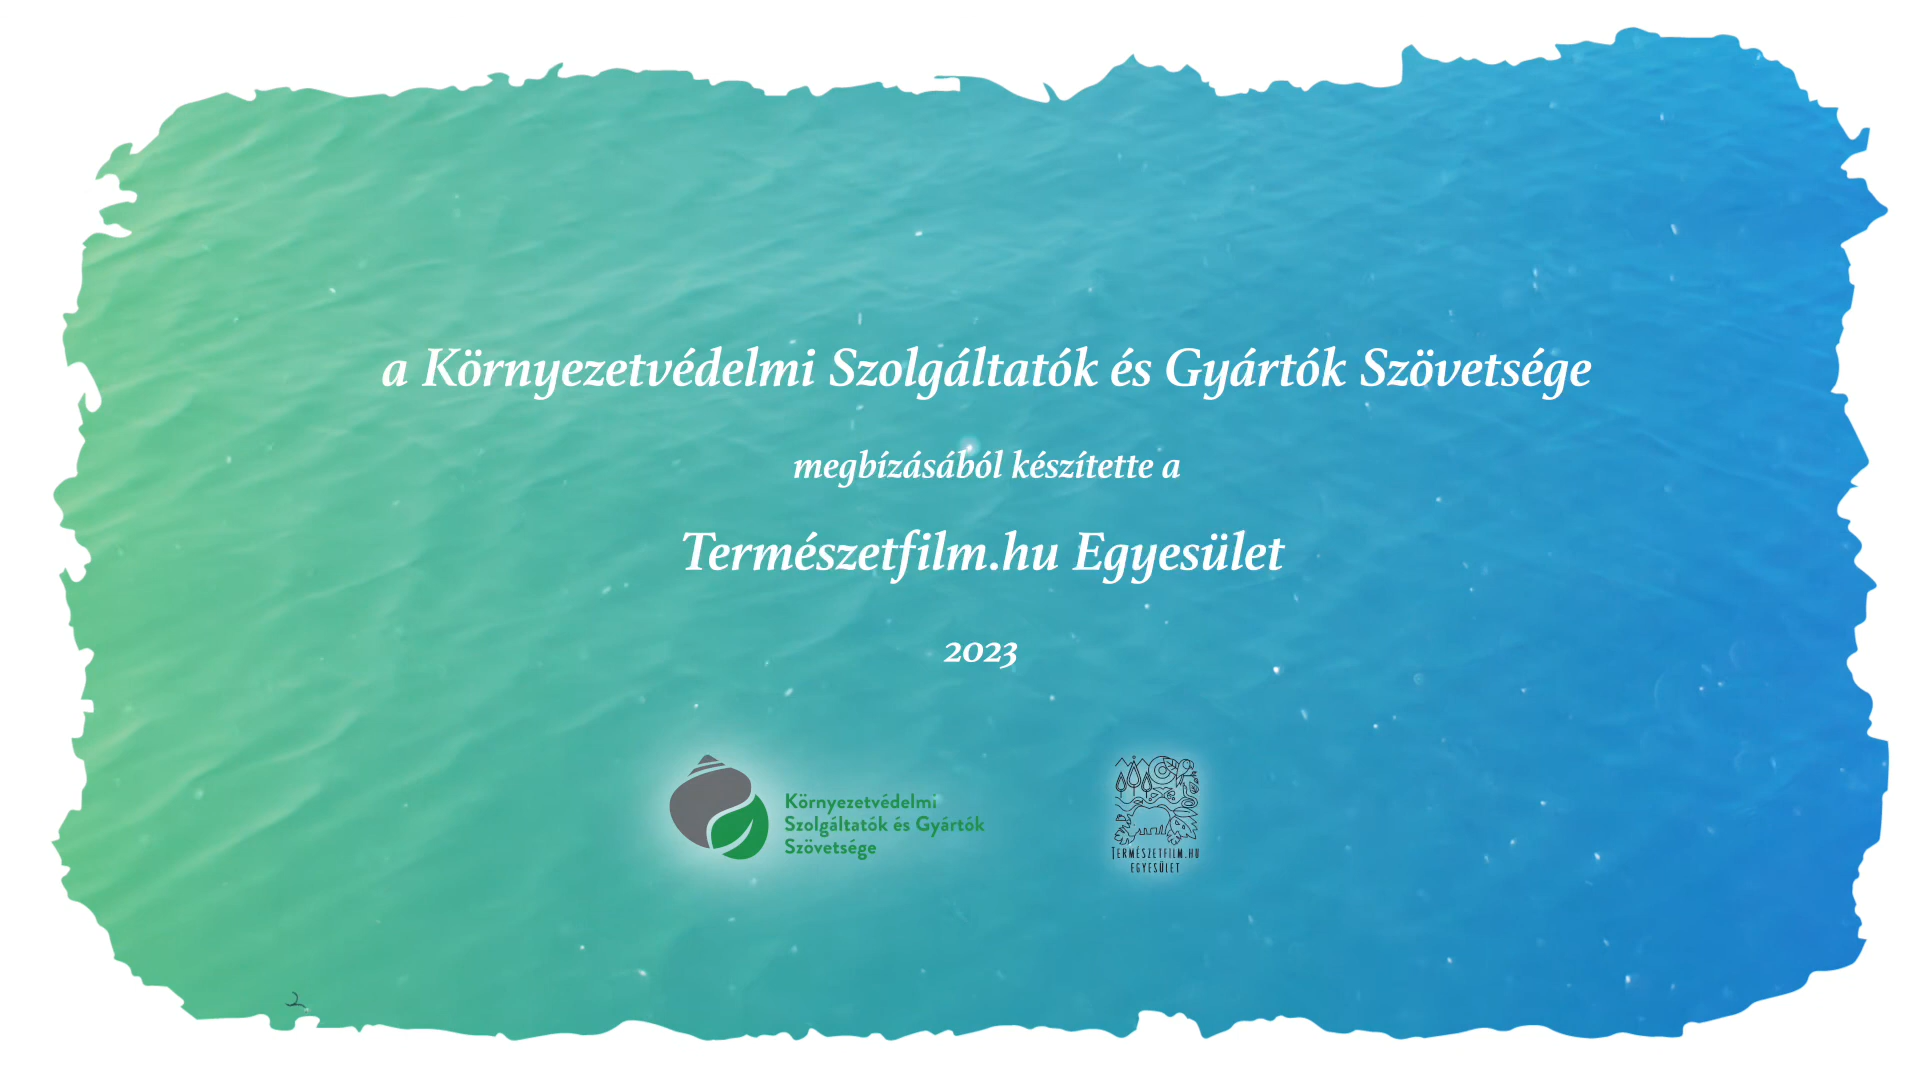 a Környezetvédelmi Szolgáltatók és Gyártók Szövetsége
megbízásából készítette a
Természetfilm.hu Egyesület
2023
Környezetvédelmi
Szolgáltatók és Gyártók
Szövetsége
Természetfilm.hu
egyesület